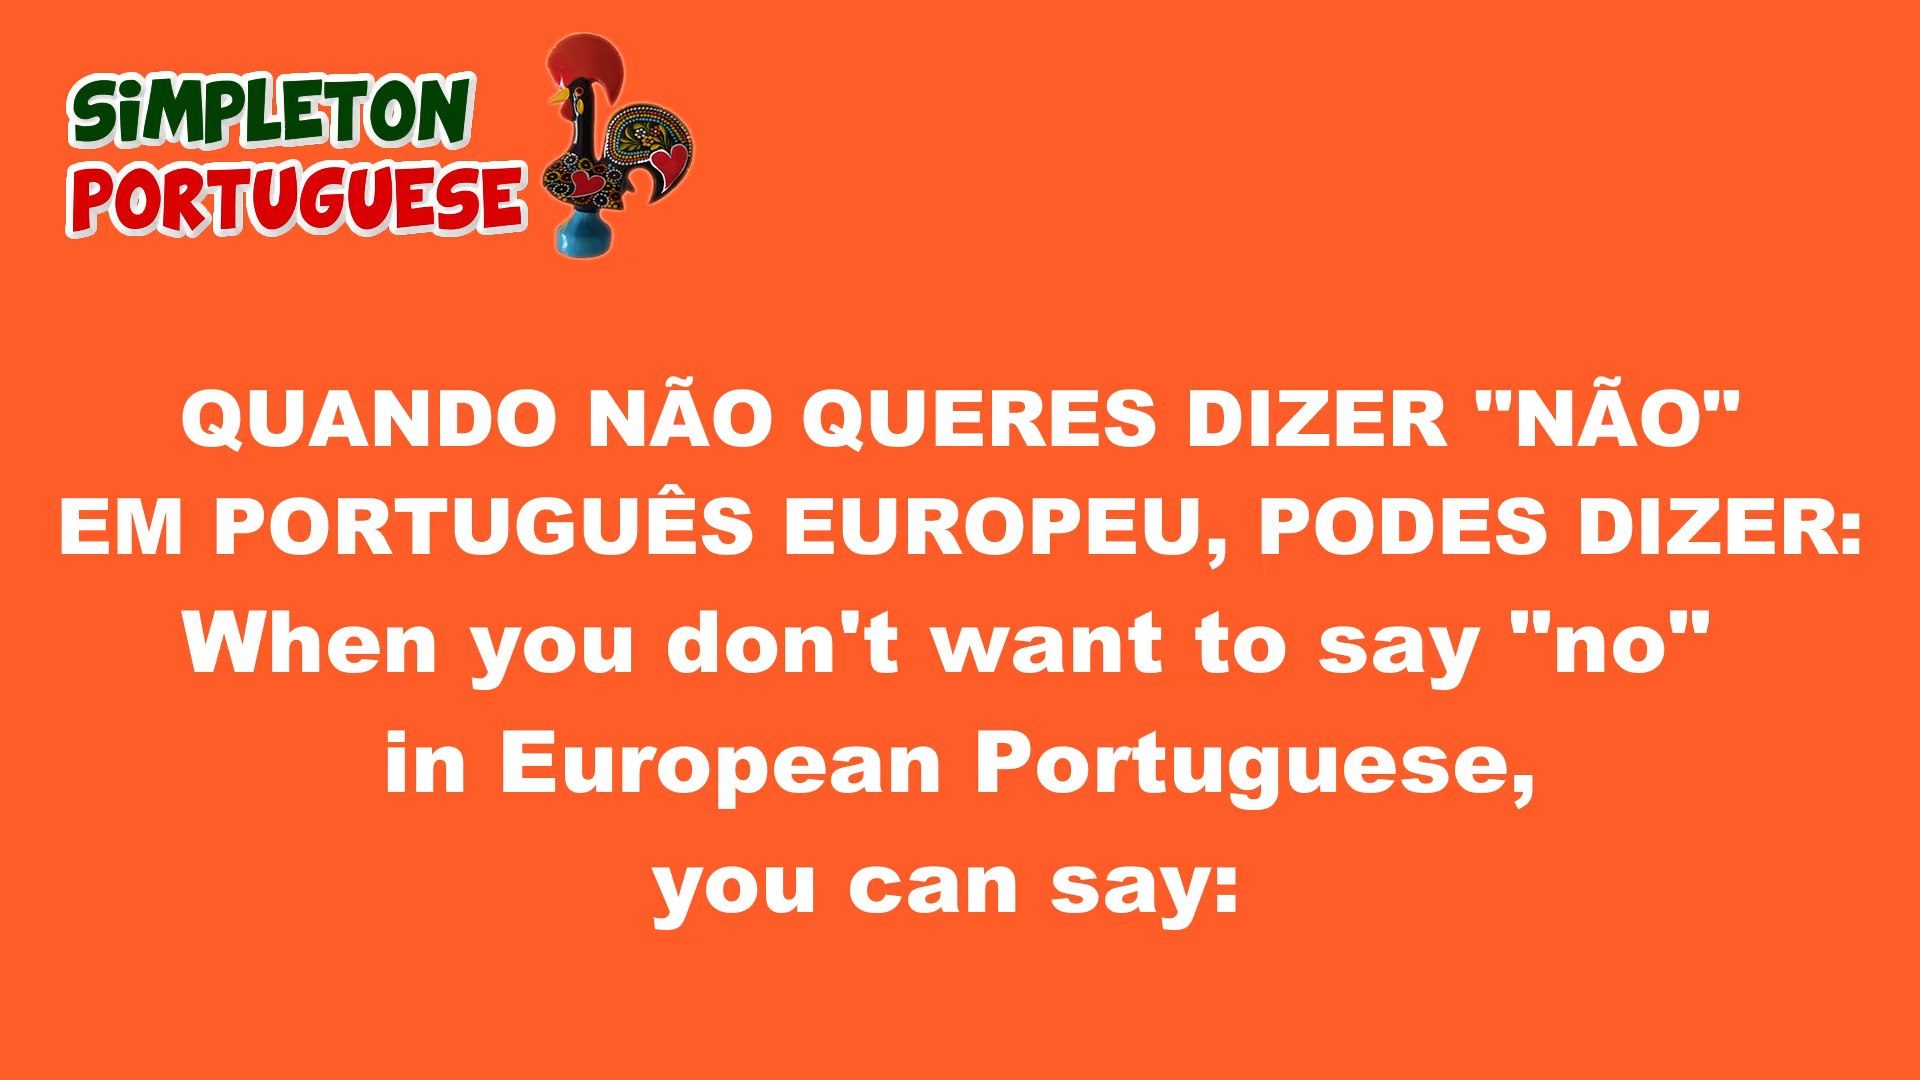 SiMPLETON
PORTUGUESE
QUANDO NÃO QUERES DIZER "NÃO"
EM PORTUGUÊS EUROPEU, PODES DIZER:
When you don't want to say "no"
in European Portuguese,
you can say: